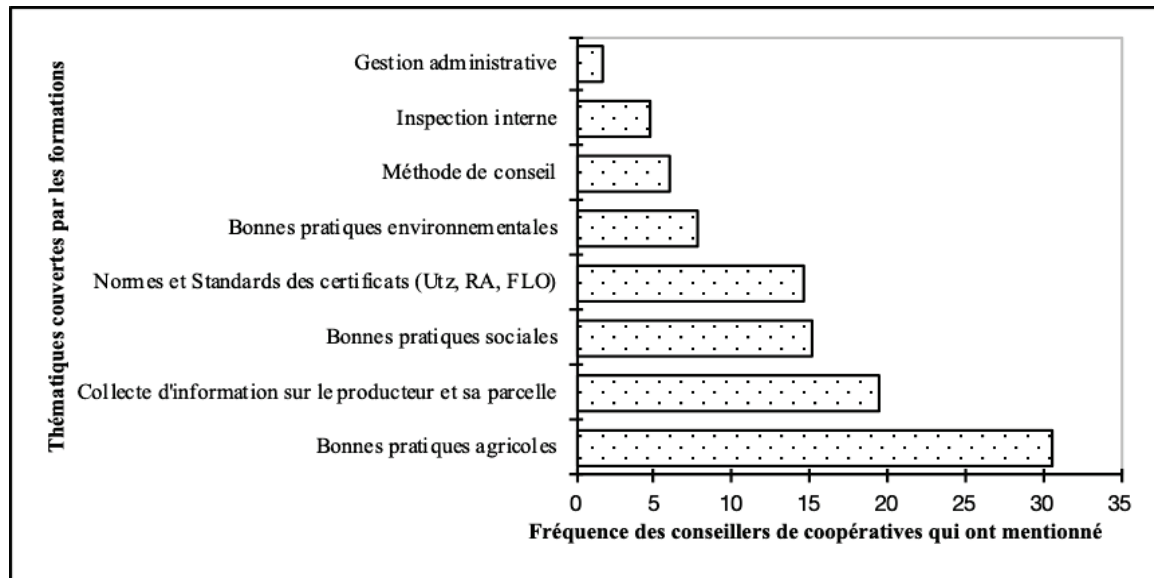 Thématiques couvertes par les formations
Gestion administrative
Inspection interne
Méthode de conseil
Bonnes pratiques environnementales
Normes et Standards des certificats (Utz, RA, FLO)
Bonnes pratiques sociales
Collecte d'information sur le producteur et sa parcelle
Bonnes pratiques agricoles
0 5 10 15 20 25 30 35
Fréquence des conseillers de coopératives qui ont mentionné